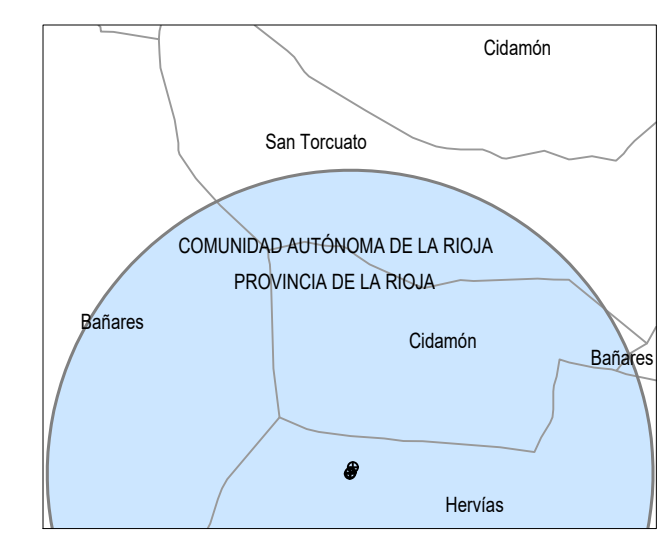 Cidamón
San Torcuato
COMUNIDAD AUTÓNOMA DE LA RIOJA
PROVINCIA DE LA RIOJA
Bañares
Cidamón
Bañares
Hervías